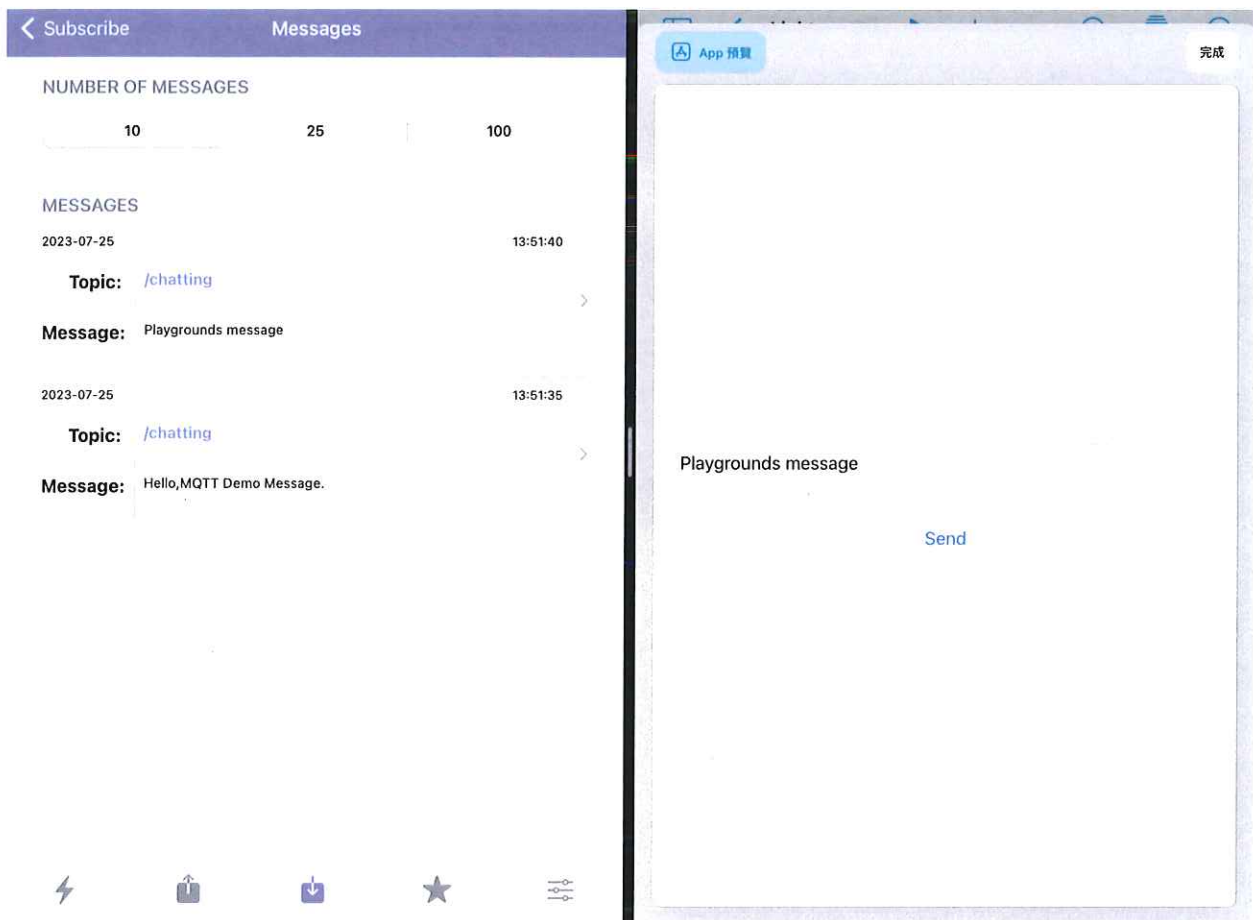 Subscribe
Messages
NUMBER OF MESSAGES
10 25 100
MESSAGES
2023-07-25 13:51:40
Topic: /chatting
Message: Playgrounds message
2023-07-25 13:51:35
Topic: /chatting
Message: Hello,MQTT Demo Message.
App 預覽
完成
Playgrounds message
Send